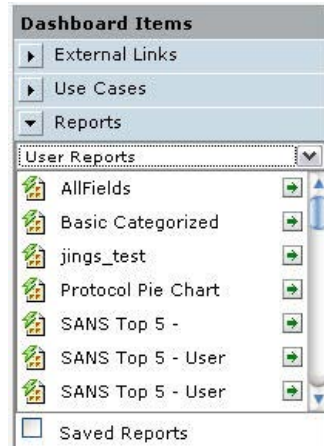 Dashboard Items
External Links
Use Cases
Reports
User Reports
AllFields
Basic Categorized
jings_test
Protocol Pie Chart
SANS Top 5 -
SANS Top 5 - User
SANS Top 5 - User
Saved Reports